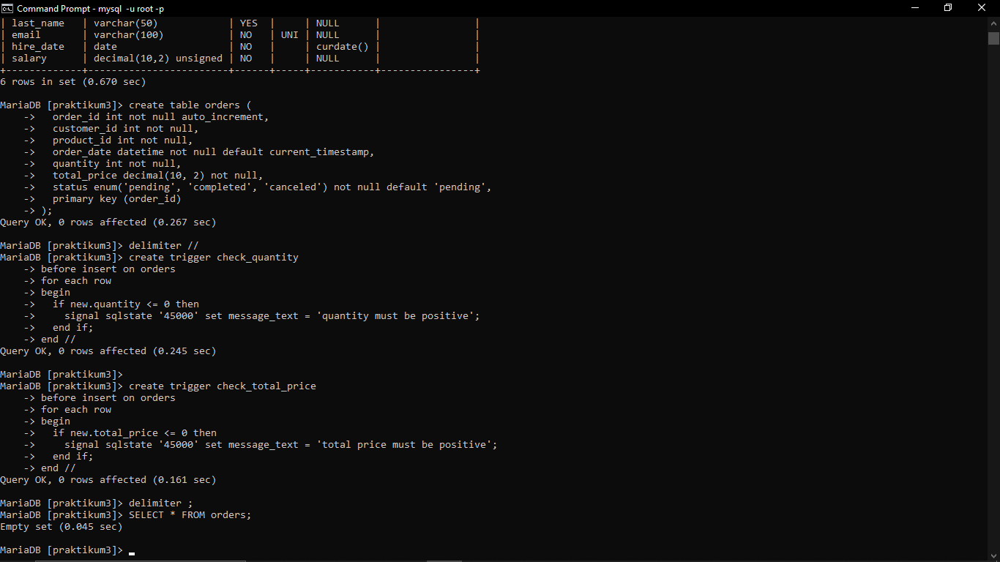 Command Prompt - mysql -u root -p
| last_name   | varchar(50)            | YES  |     | NULL      |                |
| email       | varchar(100)           | NO   | UNI | NULL      |                |
| hire_date   | date                   | NO   |     | curdate() |                |
| salary      | decimal(10,2) unsigned | NO   |     | NULL      |                |
+-------------+------------------------+------+-----+-----------+----------------+
6 rows in set (0.670 sec)
MariaDB [praktikum3]> create table orders (
    ->   order_id int not null auto_increment,
    ->   customer_id int not null,
    ->   product_id int not null,
    ->   order_date datetime not null default current_timestamp,
    ->   quantity int not null,
    ->   total_price decimal(10, 2) not null,
    ->   status enum('pending', 'completed', 'canceled') not null default 'pending',
    ->   primary key (order_id)
    -> );
Query OK, 0 rows affected (0.267 sec)
MariaDB [praktikum3]> delimiter //
MariaDB [praktikum3]> create trigger check_quantity
    -> before insert on orders
    -> for each row
    -> begin
    ->   if new.quantity <= 0 then
    ->     signal sqlstate '45000' set message_text = 'quantity must be positive';
    ->   end if;
    -> end //
Query OK, 0 rows affected (0.245 sec)
MariaDB [praktikum3]>
MariaDB [praktikum3]> create trigger check_total_price
    -> before insert on orders
    -> for each row
    -> begin
    ->   if new.total_price <= 0 then
    ->     signal sqlstate '45000' set message_text = 'total price must be positive';
    ->   end if;
    -> end //
Query OK, 0 rows affected (0.161 sec)
MariaDB [praktikum3]> delimiter ;
MariaDB [praktikum3]> SELECT * FROM orders;
Empty set (0.045 sec)
MariaDB [praktikum3]>